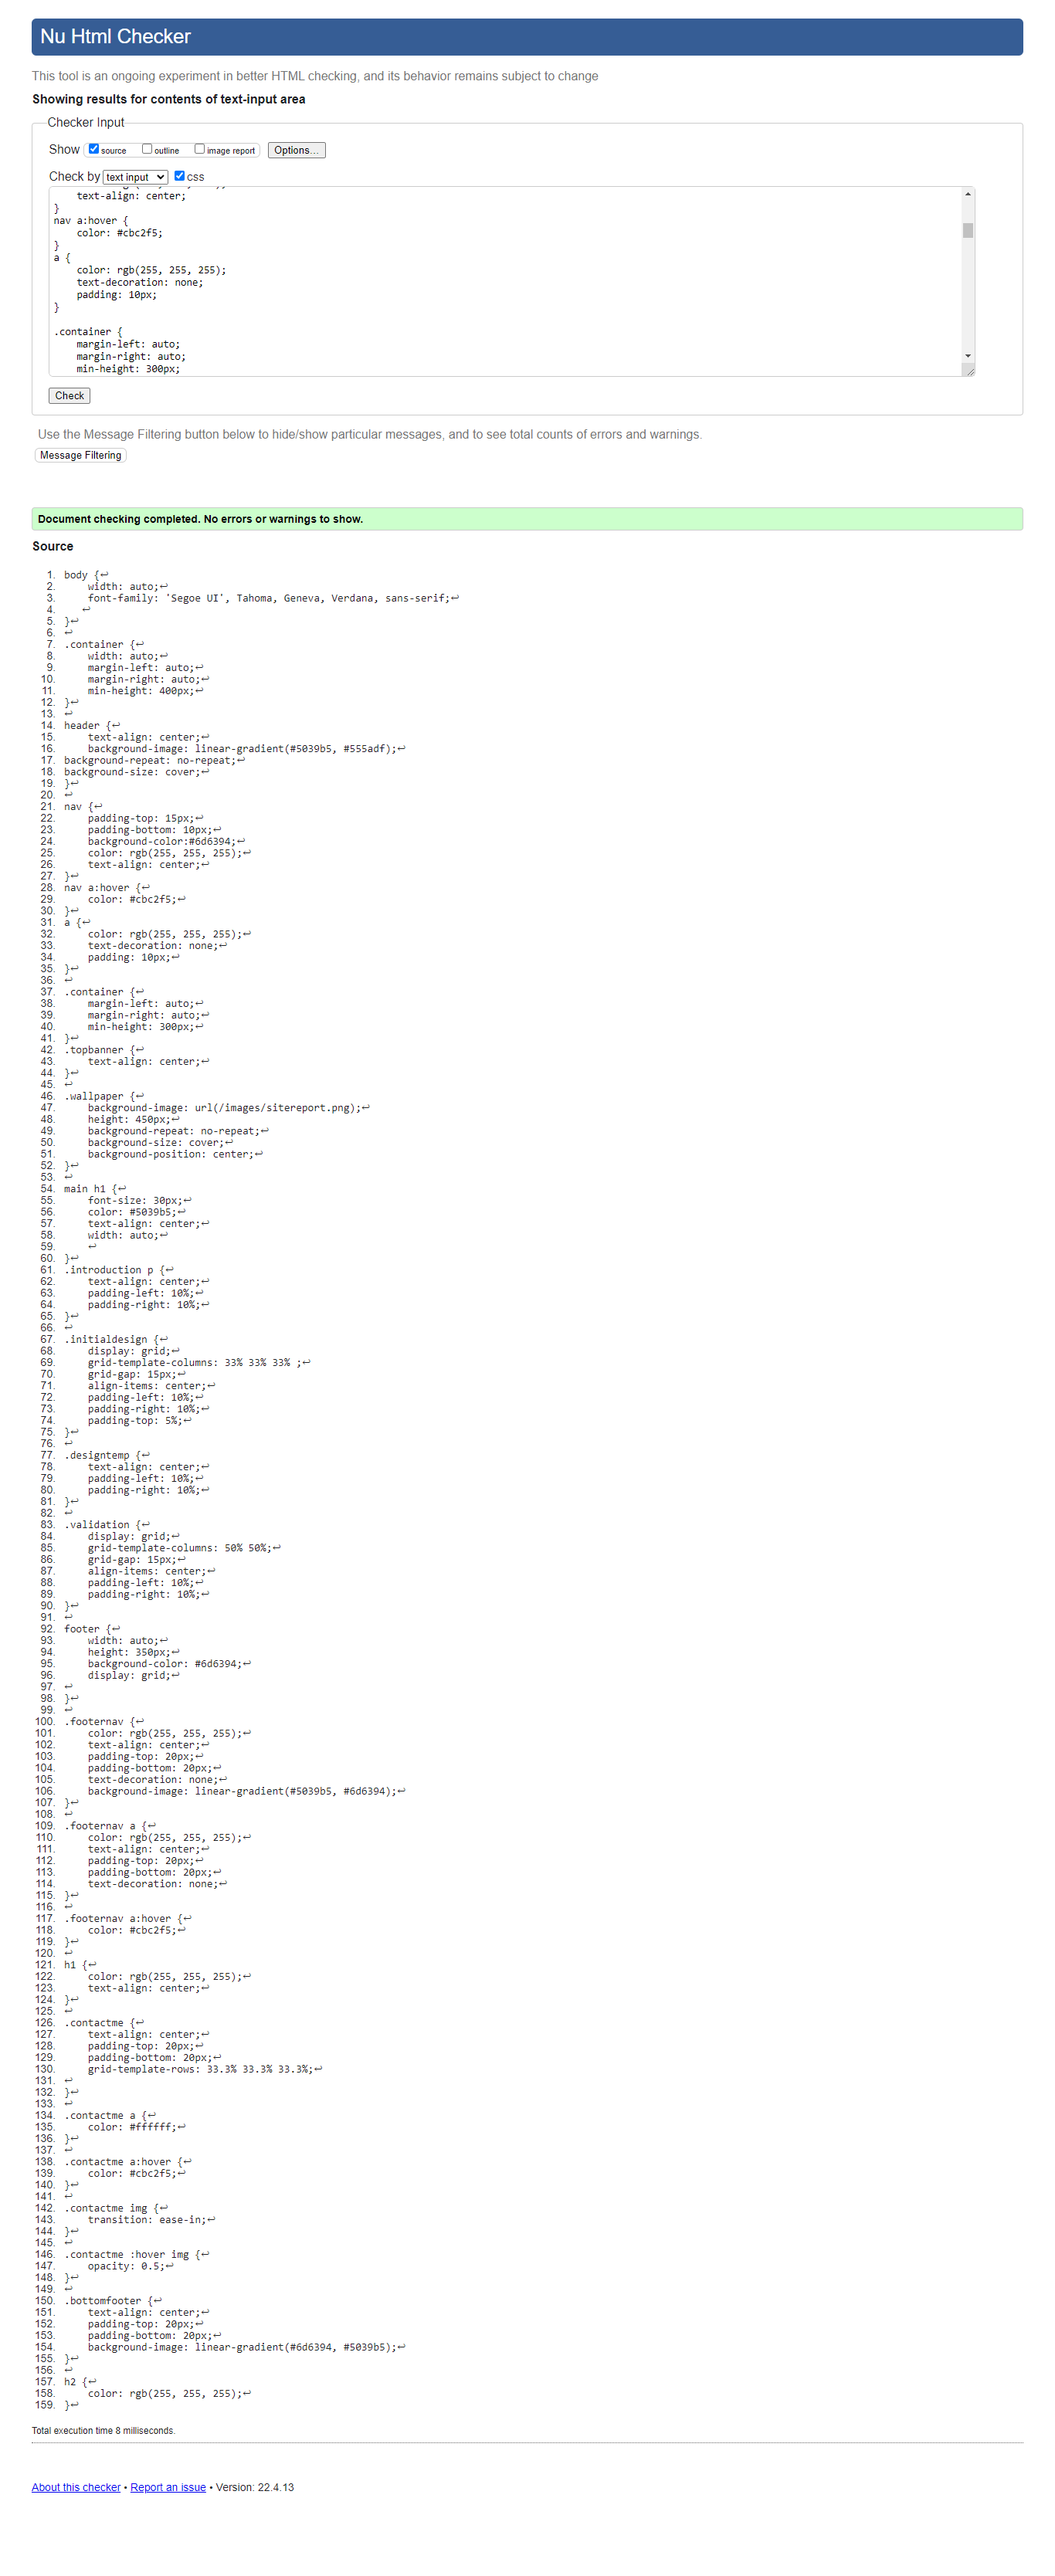 Nu Html Checker
This tool is an ongoing experiment in better HTML checking, and its behavior remains subject to change
Showing results for contents of text-input area
Checker Input
Show source outline image report Options...
Check by text input css
    text-align: center;
}
nav a:hover {
    color: #cbc2f5;
}
a {
    color: rgb(255, 255, 255);
    text-decoration: none;
    padding: 10px;
}
.container {
    margin-left: auto;
    margin-right: auto;
    min-height: 300px;
Check
Use the Message Filtering button below to hide/show particular messages, and to see total counts of errors and warnings.
Message Filtering
Document checking completed. No errors or warnings to show.
Source
1. body {↩
2.     width: auto;↩
3.     font-family: 'Segoe UI', Tahoma, Geneva, Verdana, sans-serif;↩
4.    ↩
5. }↩
6. ↩
7. .container {↩
8.     width: auto;↩
9.     margin-left: auto;↩
10.     margin-right: auto;↩
11.     min-height: 400px;↩
12. }↩
13. ↩
14. header {↩
15.     text-align: center;↩
16.     background-image: linear-gradient(#5039b5, #555adf);↩
17. background-repeat: no-repeat;↩
18. background-size: cover;↩
19. }↩
20. ↩
21. nav {↩
22.     padding-top: 15px;↩
23.     padding-bottom: 10px;↩
24.     background-color:#6d6394;↩
25.     color: rgb(255, 255, 255);↩
26.     text-align: center;↩
27. }↩
28. nav a:hover {↩
29.     color: #cbc2f5;↩
30. }↩
31. a {↩
32.     color: rgb(255, 255, 255);↩
33.     text-decoration: none;↩
34.     padding: 10px;↩
35. }↩
36. ↩
37. .container {↩
38.     margin-left: auto;↩
39.     margin-right: auto;↩
40.     min-height: 300px;↩
41. }↩
42. .topbanner {↩
43.     text-align: center;↩
44. }↩
45. ↩
46. .wallpaper {↩
47.     background-image: url(/images/sitereport.png);↩
48.     height: 450px;↩
49.     background-repeat: no-repeat;↩
50.     background-size: cover;↩
51.     background-position: center;↩
52. }↩
53. ↩
54. main h1 {↩
55.     font-size: 30px;↩
56.     color: #5039b5;↩
57.     text-align: center;↩
58.     width: auto;↩
59.     ↩
60. }↩
61. .introduction p {↩
62.     text-align: center;↩
63.     padding-left: 10%;↩
64.     padding-right: 10%;↩
65. }↩
66. ↩
67. .initialdesign {↩
68.     display: grid;↩
69.     grid-template-columns: 33% 33% 33% ;↩
70.     grid-gap: 15px;↩
71.     align-items: center;↩
72.     padding-left: 10%;↩
73.     padding-right: 10%;↩
74.     padding-top: 5%;↩
75. }↩
76. ↩
77. .designtemp {↩
78.     text-align: center;↩
79.     padding-left: 10%;↩
80.     padding-right: 10%;↩
81. }↩
82. ↩
83. .validation {↩
84.     display: grid;↩
85.     grid-template-columns: 50% 50%;↩
86.     grid-gap: 15px;↩
87.     align-items: center;↩
88.     padding-left: 10%;↩
89.     padding-right: 10%;↩
90. }↩
91. ↩
92. footer {↩
93.     width: auto;↩
94.     height: 350px;↩
95.     background-color: #6d6394;↩
96.     display: grid;↩
97. ↩
98. }↩
99. ↩
100. .footernav {↩
101.     color: rgb(255, 255, 255);↩
102.     text-align: center;↩
103.     padding-top: 20px;↩
104.     padding-bottom: 20px;↩
105.     text-decoration: none;↩
106.     background-image: linear-gradient(#5039b5, #6d6394);↩
107. }↩
108. ↩
109. .footernav a {↩
110.     color: rgb(255, 255, 255);↩
111.     text-align: center;↩
112.     padding-top: 20px;↩
113.     padding-bottom: 20px;↩
114.     text-decoration: none;↩
115. }↩
116. ↩
117. .footernav a:hover {↩
118.     color: #cbc2f5;↩
119. }↩
120. ↩
121. h1 {↩
122.     color: rgb(255, 255, 255);↩
123.     text-align: center;↩
124. }↩
125. ↩
126. .contactme {↩
127.     text-align: center;↩
128.     padding-top: 20px;↩
129.     padding-bottom: 20px;↩
130.     grid-template-rows: 33.3% 33.3% 33.3%;↩
131. ↩
132. }↩
133. ↩
134. .contactme a {↩
135.     color: #ffffff;↩
136. }↩
137. ↩
138. .contactme a:hover {↩
139.     color: #cbc2f5;↩
140. }↩
141. ↩
142. .contactme img {↩
143.     transition: ease-in;↩
144. }↩
145. ↩
146. .contactme :hover img {↩
147.     opacity: 0.5;↩
148. }↩
149. ↩
150. .bottomfooter {↩
151.     text-align: center;↩
152.     padding-top: 20px;↩
153.     padding-bottom: 20px;↩
154.     background-image: linear-gradient(#6d6394, #5039b5);↩
155. }↩
156. ↩
157. h2 {↩
158.     color: rgb(255, 255, 255);↩
159. }↩
Total execution time 8 milliseconds.
About this checker • Report an issue • Version: 22.4.13